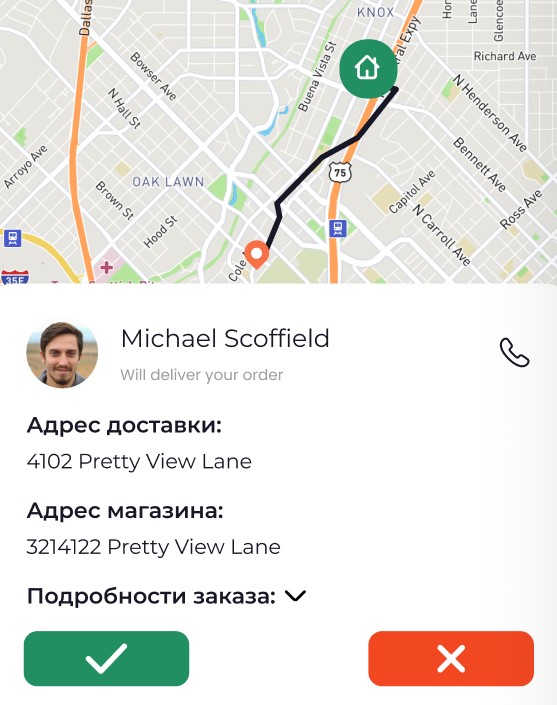 KNOX
Dallas
ral Expy
Lane
Glencoe
Richard Ave
Bowser Ave
Buena Vista St
N Hall St
N Henderson Ave
Arroyo Ave
75
Bennett Ave
OAK LAWN
Capitol Ave
Brown St
Ross Ave
Hood St
N Carroll Ave
Cole
35E
Michael Scoffield
Will deliver your order
Адрес доставки:
4102 Pretty View Lane
Адрес магазина:
3214122 Pretty View Lane
Подробности заказа: